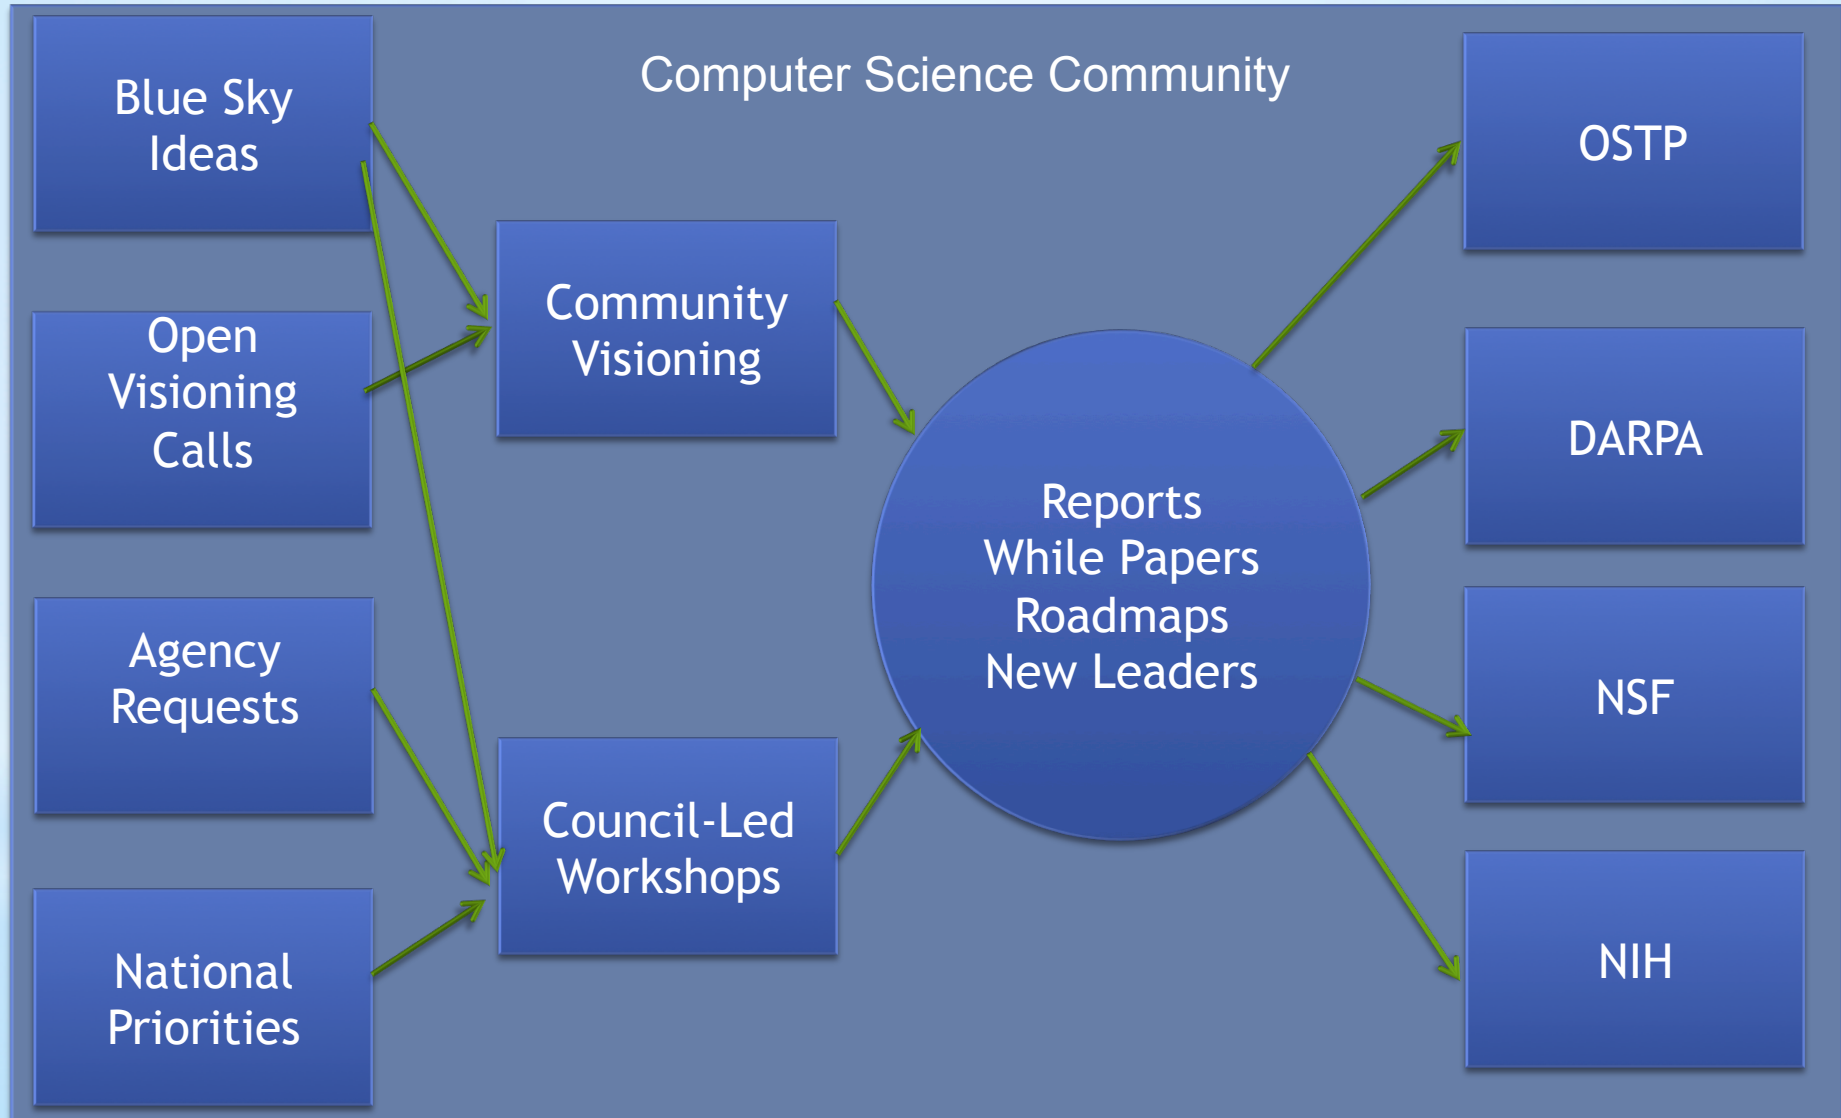 Computer Science Community
Blue Sky
Ideas
Open
Visioning
Calls
Agency
Requests
National
Priorities
Community
Visioning
Council-Led
Workshops
Reports
While Papers
Roadmaps
New Leaders
OSTP
DARPA
NSF
NIH